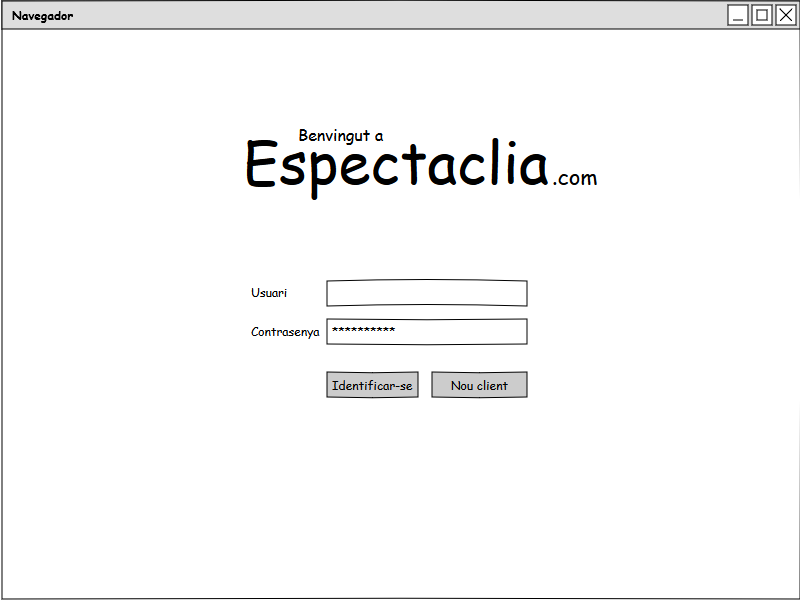 Navegador
Benvingut a
Espectaclia.com
Usuari
Contrasenya **********
Identificar-se Nou client